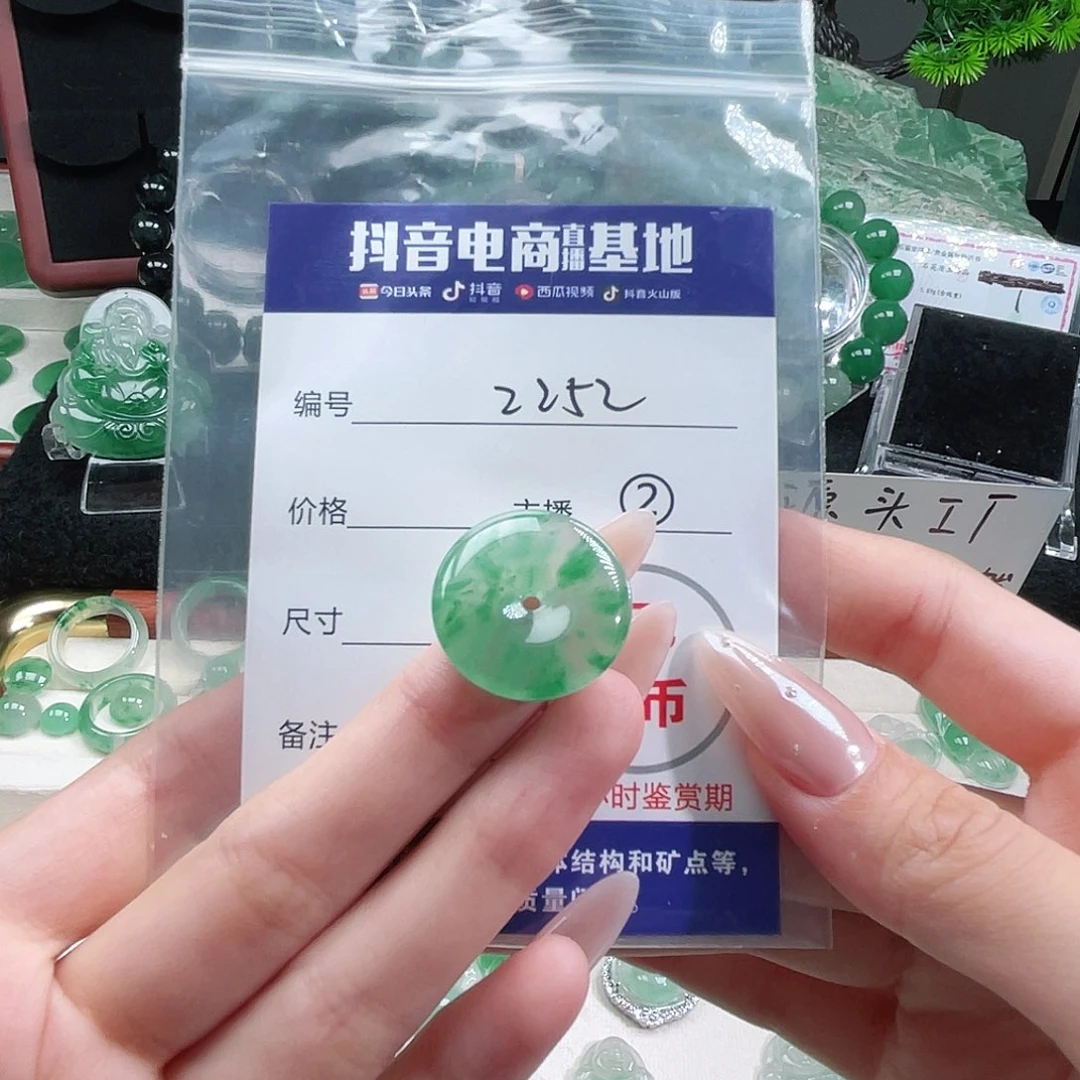 抖音电商直播基地
今日头条 抖音 西瓜视频 抖音火山版
编号 2252
价格 主播 ②
尺寸
备注
币
时鉴赏期
体结构和矿点等，
质量
头工厂